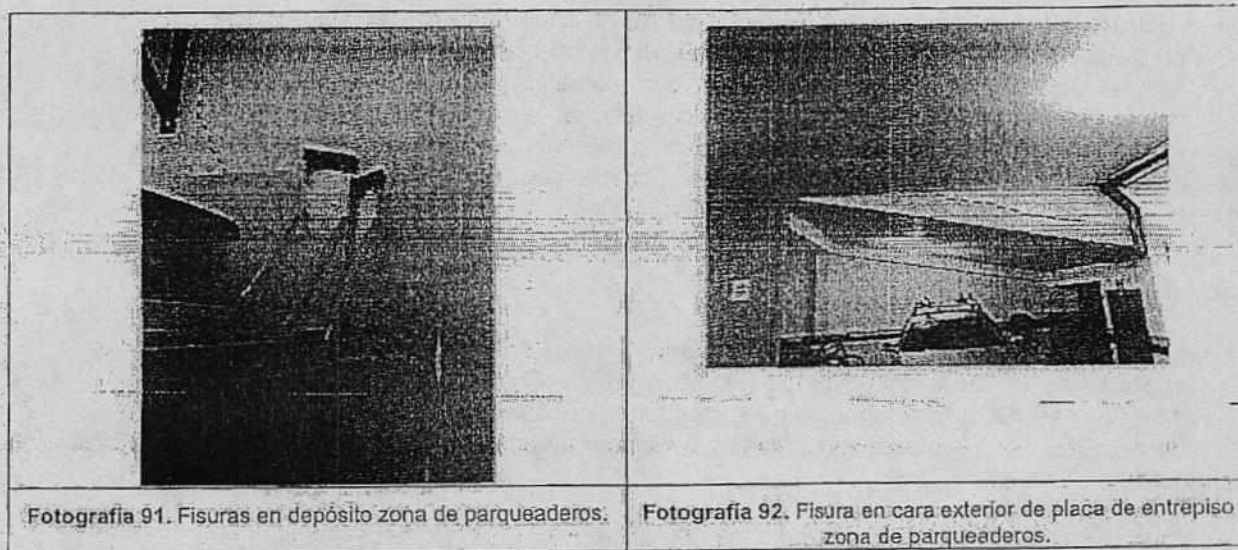 Fotografía 91. Fisuras en depósito zona de parqueaderos.
Fotografía 92. Fisura en cara exterior de placa de entrepiso
zona de parqueaderos.